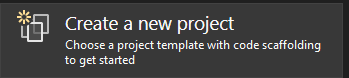 Create a new project
Choose a project template with code scaffolding
to get started